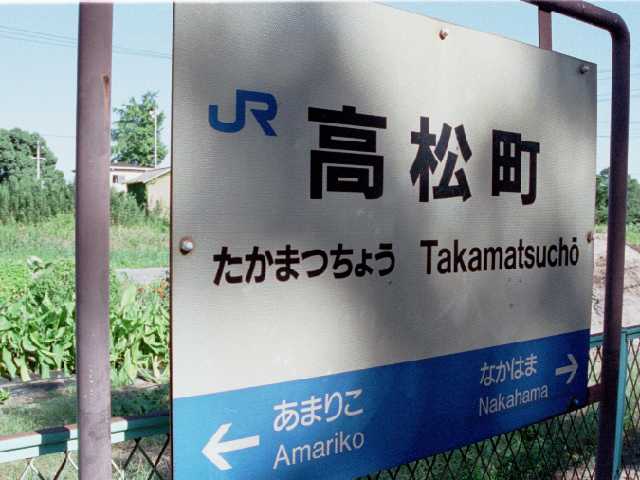 JR 高松町
たかまつちょう Takamatsuchō
← あまりこ
Amariko
なかはま →
Nakahama